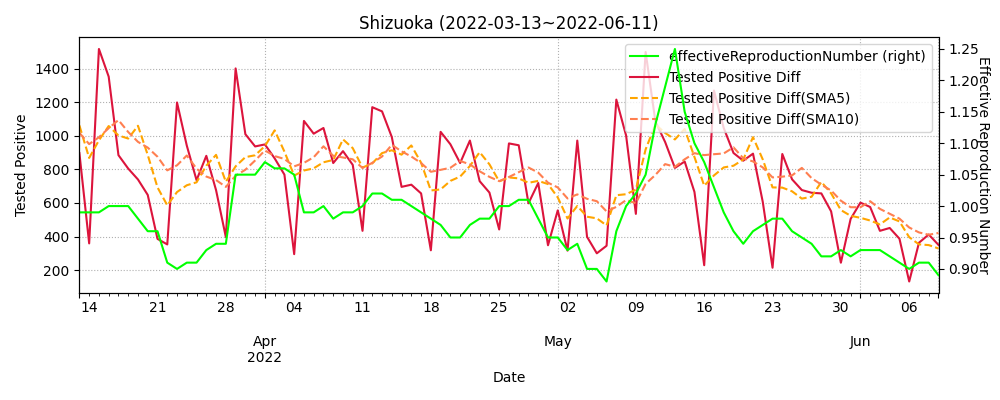 Shizuoka (2022-03-13~2022-06-11)
effectiveReproductionNumber (right)
Tested Positive Diff
Tested Positive Diff(SMA5)
Tested Positive Diff(SMA10)
Tested Positive
1400
1200
1000
800
600
400
200
1.25
1.20
1.15
1.10
1.05
1.00
0.95
0.90
Effective Reproduction Number
14 21 28 04 11 18 25 02 09 16 23 30 06
Apr May Jun
2022
Date